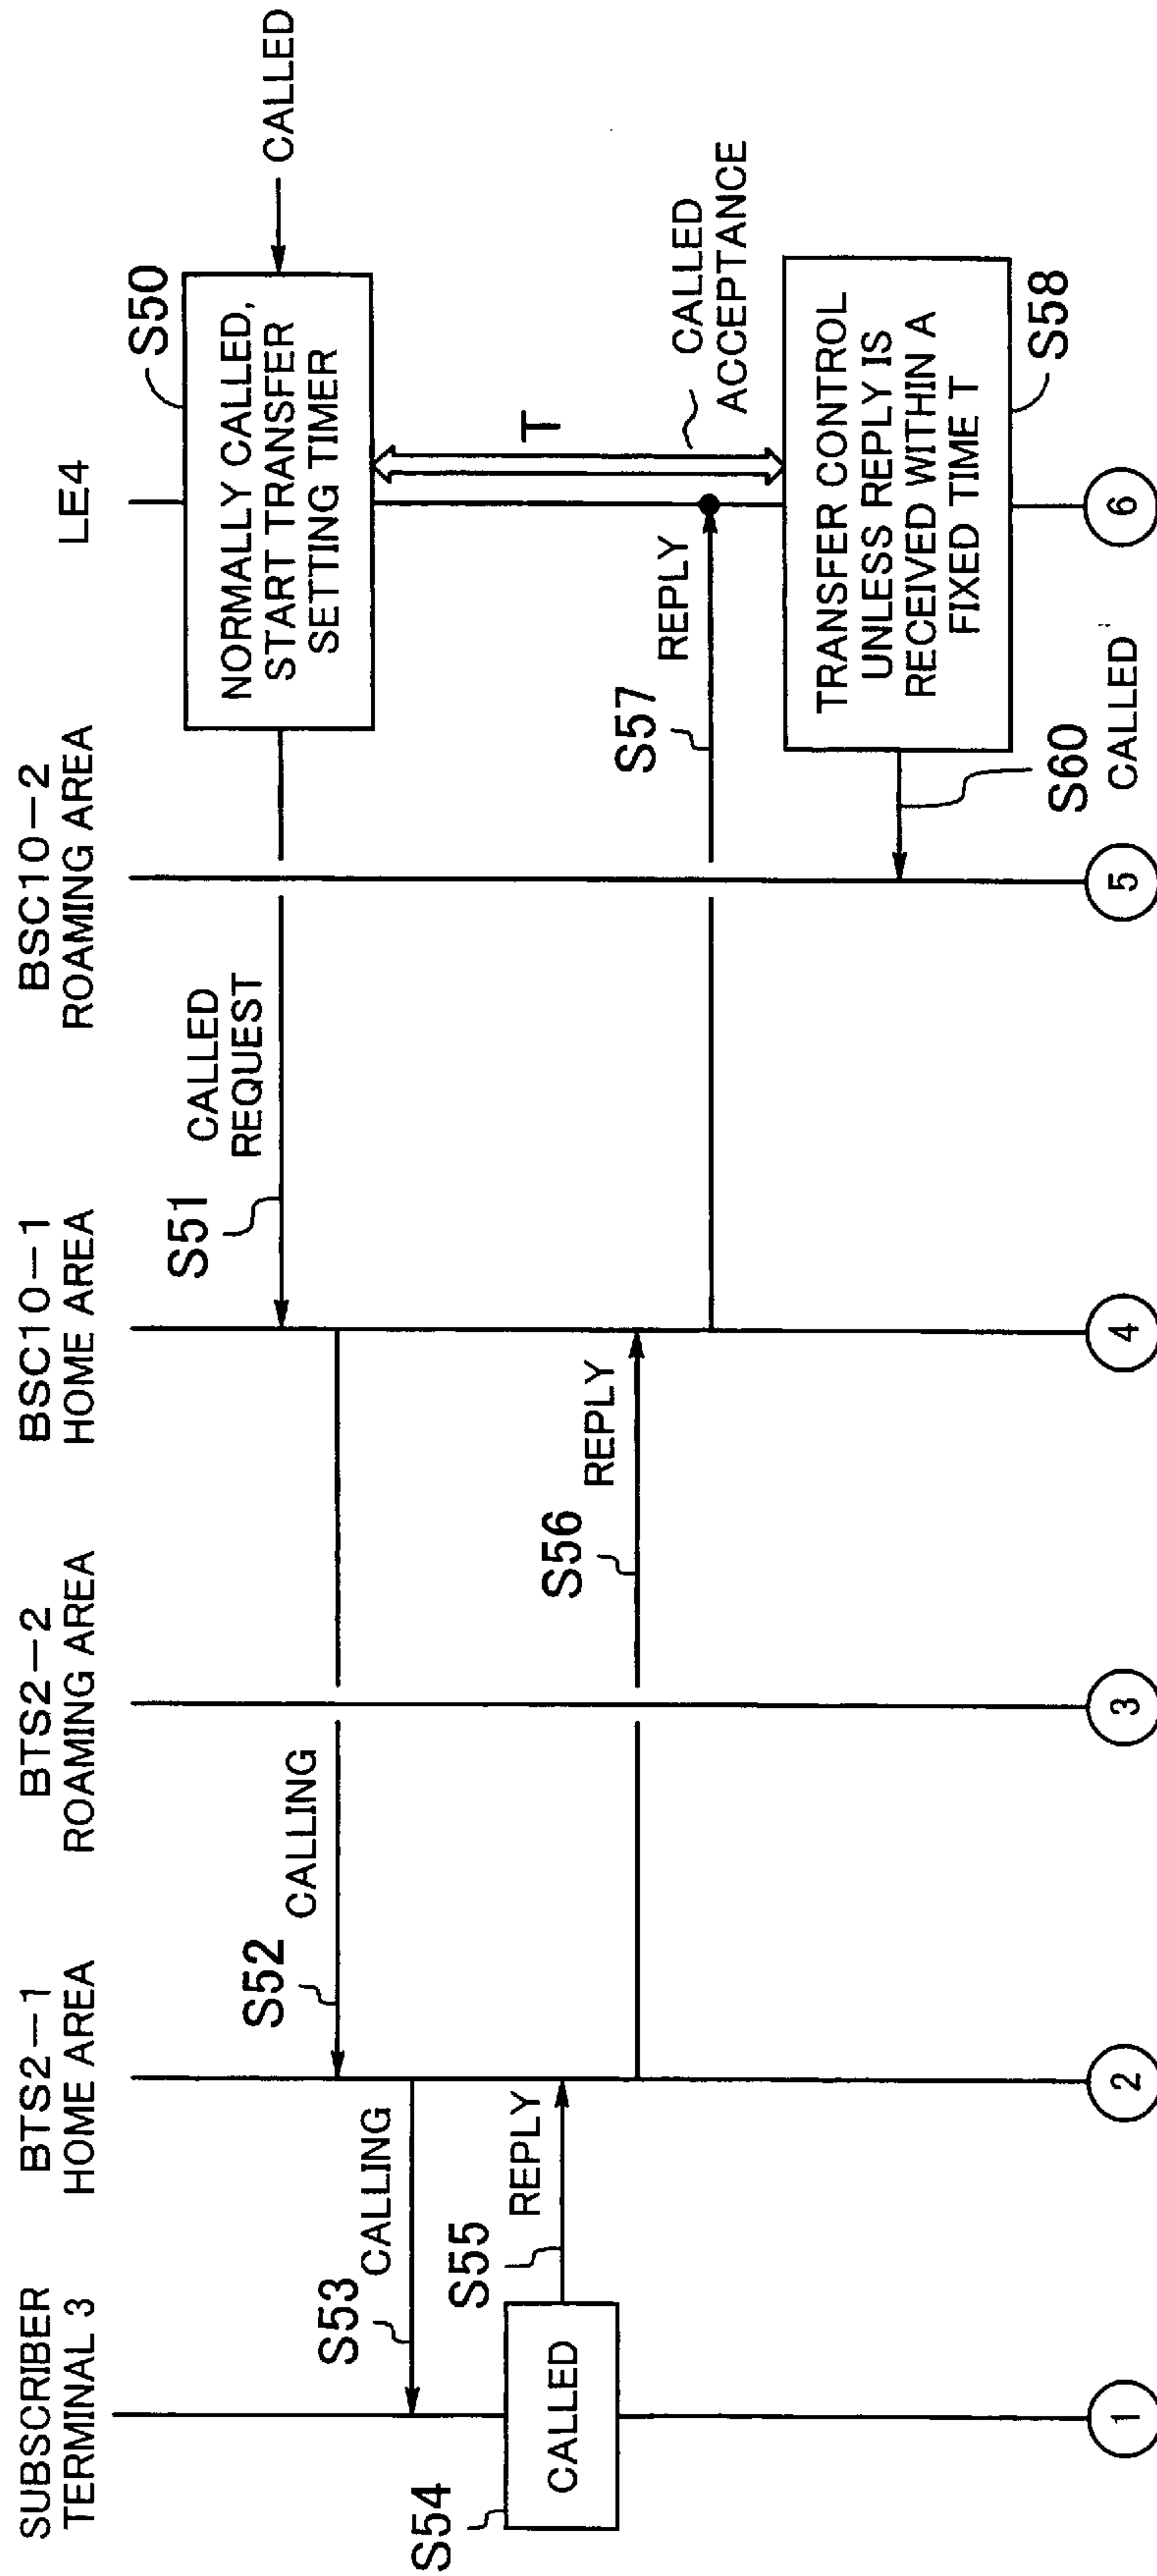 SUBSCRIBER
TERMINAL 3
BTS2-1
HOME AREA
BTS2-2
ROAMING AREA
BSC10-1
HOME AREA
BSC10-2
ROAMING AREA
LE4
S50
NORMALLY CALLED,
START TRANSFER
SETTING TIMER
CALLED
S51
CALLED
REQUEST
S52
CALLING
S53
CALLING
T
CALLED
ACCEPTANCE
S54
CALLED
S55
REPLY
S56
REPLY
S57
REPLY
TRANSFER CONTROL
UNLESS REPLY IS
RECEIVED WITHIN A
FIXED TIME T
S58
S60
CALLED
1
2
3
4
5
6